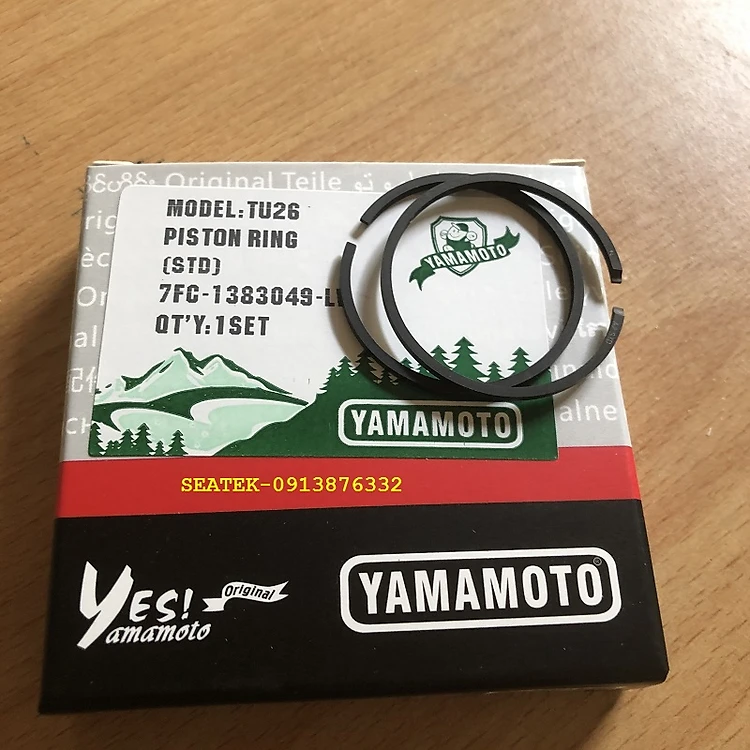 Original Teile
MODEL:TU26
PISTON RING
(STD)
7FC-1383049-L
QT'Y:1SET
YAMAMOTO
YAMAMOTO
SEATEK-0913876332
YES!
Yamamoto
Original
YAMAMOTO